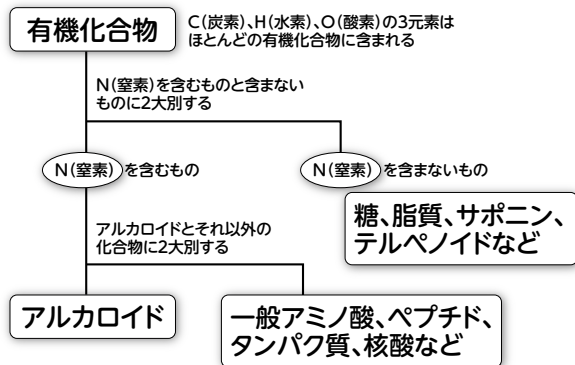 有機化合物
C(炭素)、H(水素)、O(酸素)の3元素は
ほとんどの有機化合物に含まれる
N(窒素)を含むものと含まない
ものに2大別する
N(窒素)を含むもの
N(窒素)を含まないもの
糖、脂質、サポニン、
テルペノイドなど
アルカロイドとそれ以外の
化合物に2大別する
アルカロイド
一般アミノ酸、ペプチド、
タンパク質、核酸など